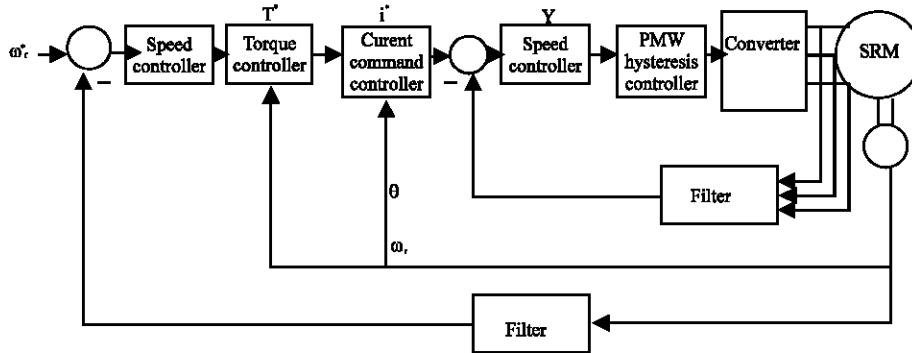 T* i* Y
ω*r
Speed
controller
Torque
controller
Curent
command
controller
Speed
controller
PMW
hysteresis
controller
Converter
SRM
−
−
Filter
θ
ωr
Filter